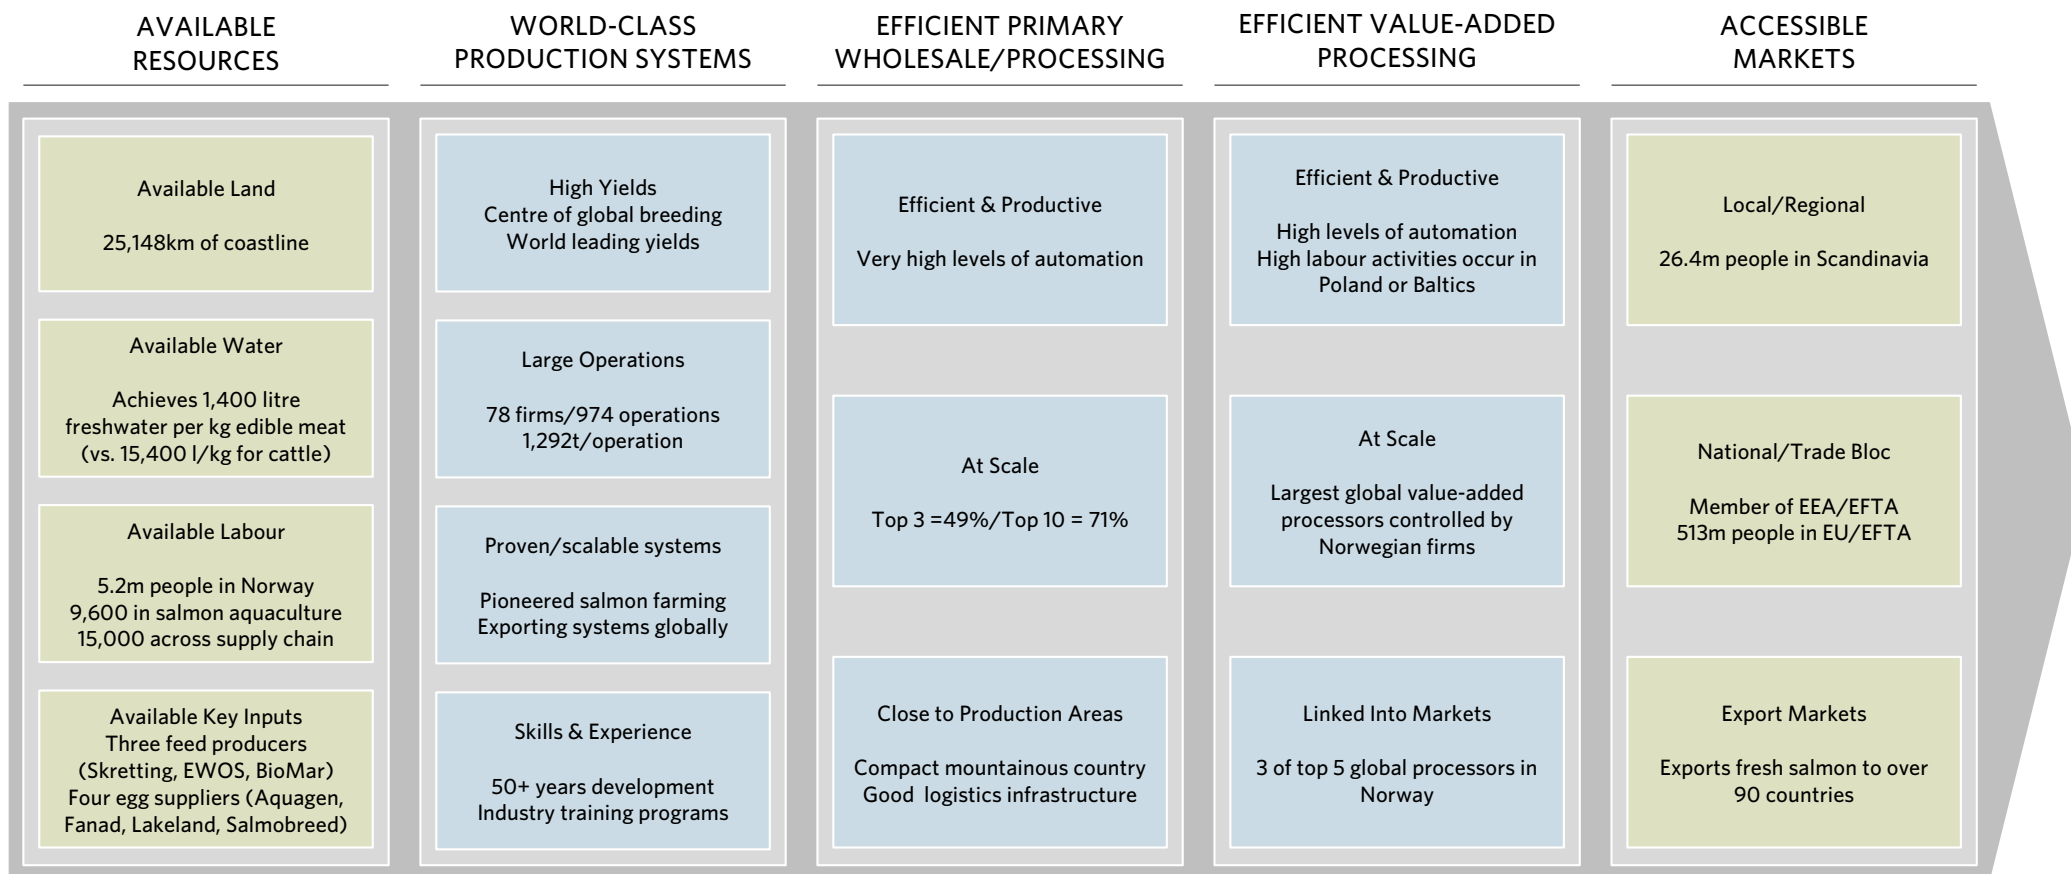 AVAILABLE
RESOURCES
WORLD-CLASS
PRODUCTION SYSTEMS
EFFICIENT PRIMARY
WHOLESALE/PROCESSING
EFFICIENT VALUE-ADDED
PROCESSING
ACCESSIBLE
MARKETS
Available Land
25,148km of coastline
Available Water
Achieves 1,400 litre
freshwater per kg edible meat
(vs. 15,400 l/kg for cattle)
Available Labour
5.2m people in Norway
9,600 in salmon aquaculture
15,000 across supply chain
Available Key Inputs
Three feed producers
(Skretting, EWOS, BioMar)
Four egg suppliers (Aquagen,
Fanad, Lakeland, Salmobreed)
High Yields
Centre of global breeding
World leading yields
Large Operations
78 firms/974 operations
1,292t/operation
Proven/scalable systems
Pioneered salmon farming
Exporting systems globally
Skills & Experience
50+ years development
Industry training programs
Efficient & Productive
Very high levels of automation
At Scale
Top 3 =49%/Top 10 = 71%
Close to Production Areas
Compact mountainous country
Good  logistics infrastructure
Efficient & Productive
High levels of automation
High labour activities occur in
Poland or Baltics
At Scale
Largest global value-added
processors controlled by
Norwegian firms
Linked Into Markets
3 of top 5 global processors in
Norway
Local/Regional
26.4m people in Scandinavia
National/Trade Bloc
Member of EEA/EFTA
513m people in EU/EFTA
Export Markets
Exports fresh salmon to over
90 countries